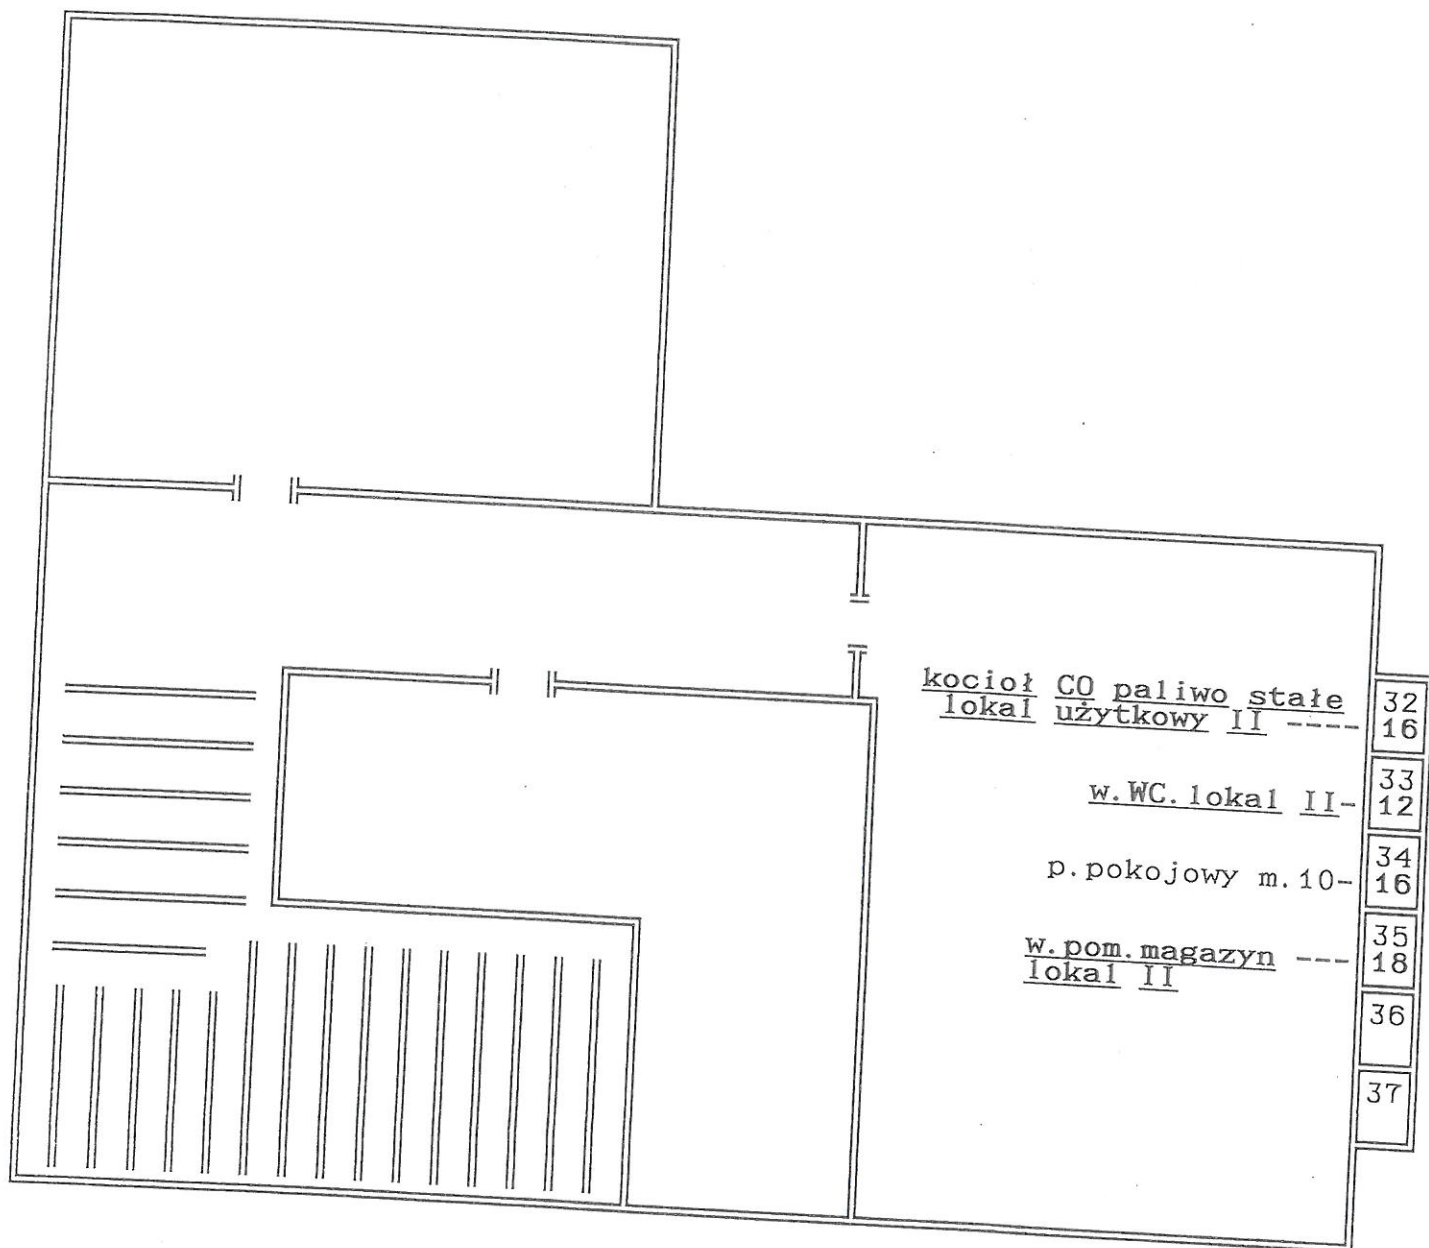 kocioł CO paliwo stałe
lokal użytkowy II ----
32
16
w.WC.lokal II-
33
12
p.pokojowy m.10-
34
16
w.pom.magazyn ---
lokal II
35
18
36
37